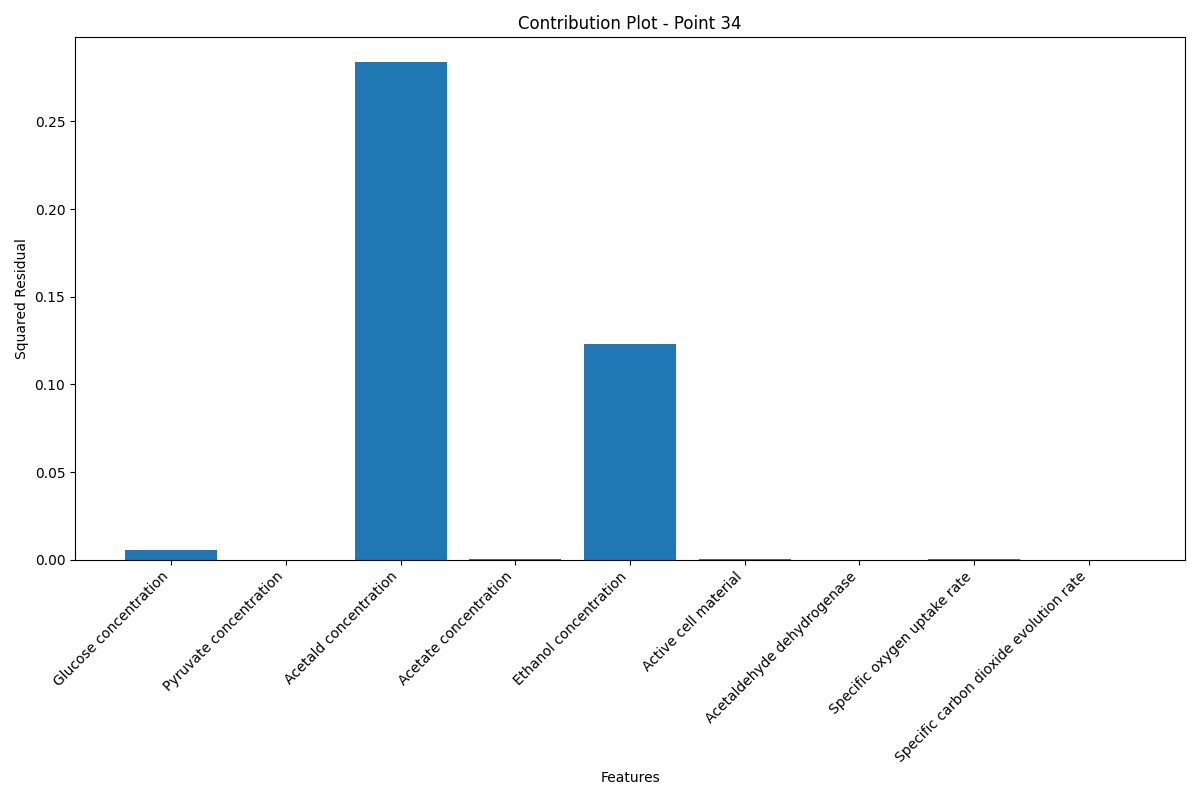 Contribution Plot - Point 34
Squared Residual
0.25
0.20
0.15
0.10
0.05
0.00
Glucose concentration
Pyruvate concentration
Acetald concentration
Acetate concentration
Ethanol concentration
Active cell material
Acetaldehyde dehydrogenase
Specific oxygen uptake rate
Specific carbon dioxide evolution rate
Features